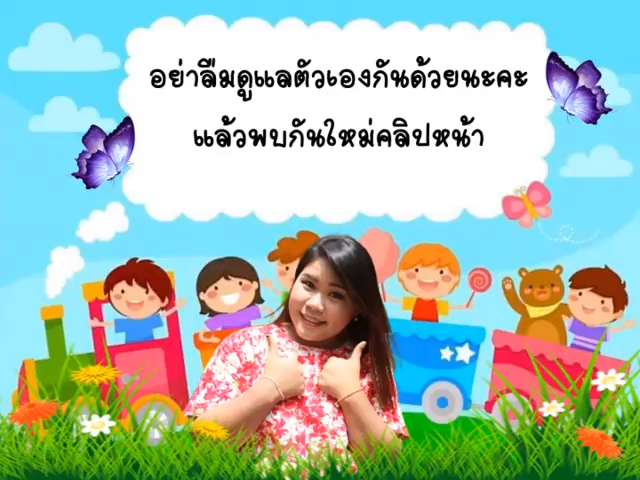 อย่าลืมดูแลตัวเองกันด้วยนะคะ
แล้วพบกันใหม่คลิปหน้า